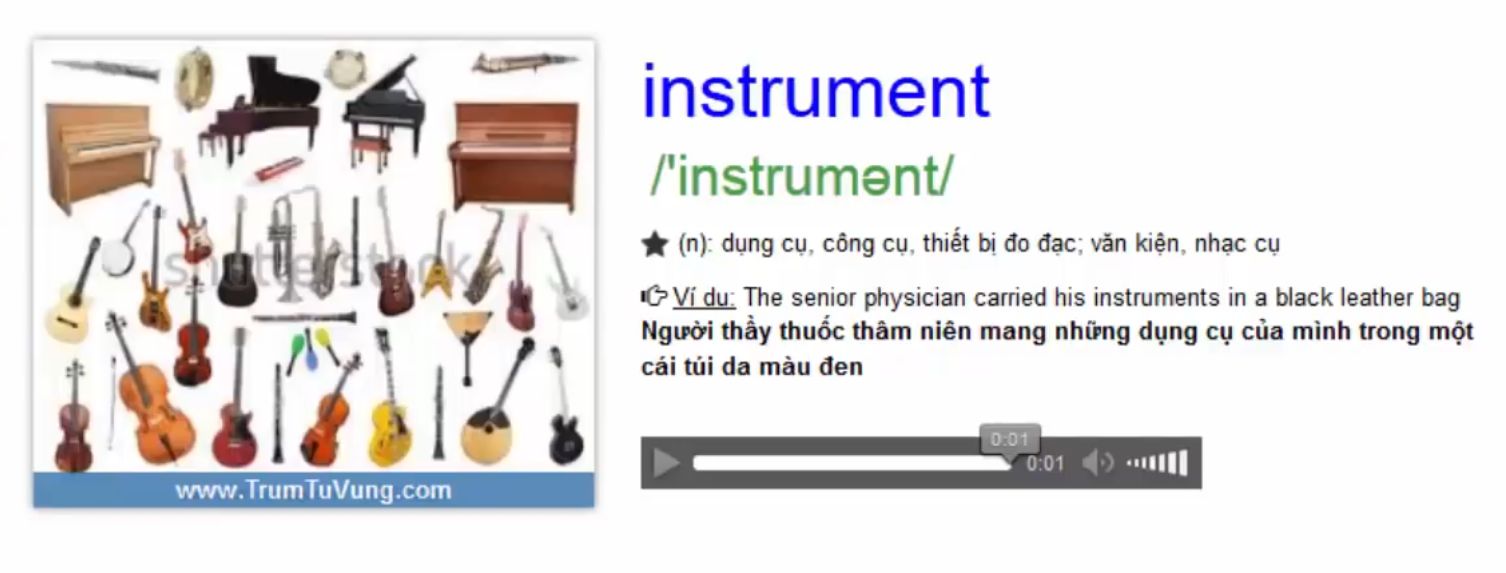 instrument
/'instrumənt/
(n): dụng cụ, công cụ, thiết bị đo đạc; văn kiện, nhạc cụ
Ví dụ: The senior physician carried his instruments in a black leather bag
Người thầy thuốc thâm niên mang những dụng cụ của mình trong một
cái túi da màu đen
0:01
0:01
shutterstock
www.TrumTuVung.com